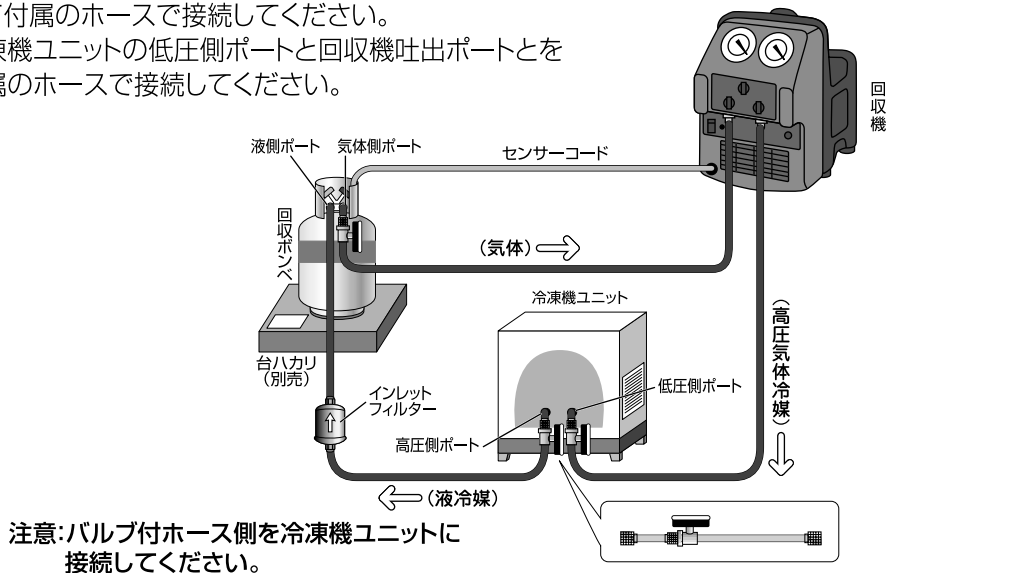 付属のホースで接続してください。
機ユニットの低圧側ポートと回収機吐出ポートとを
のホースで接続してください。
回収機
液側ポート
気体側ポート
センサーコード
回収ボンベ
(気体)
冷凍機ユニット
(高圧気体冷媒)
台ハカリ
(別売)
インレット
フィルター
低圧側ポート
高圧側ポート
(液冷媒)
注意:バルブ付ホース側を冷凍機ユニットに
接続してください。